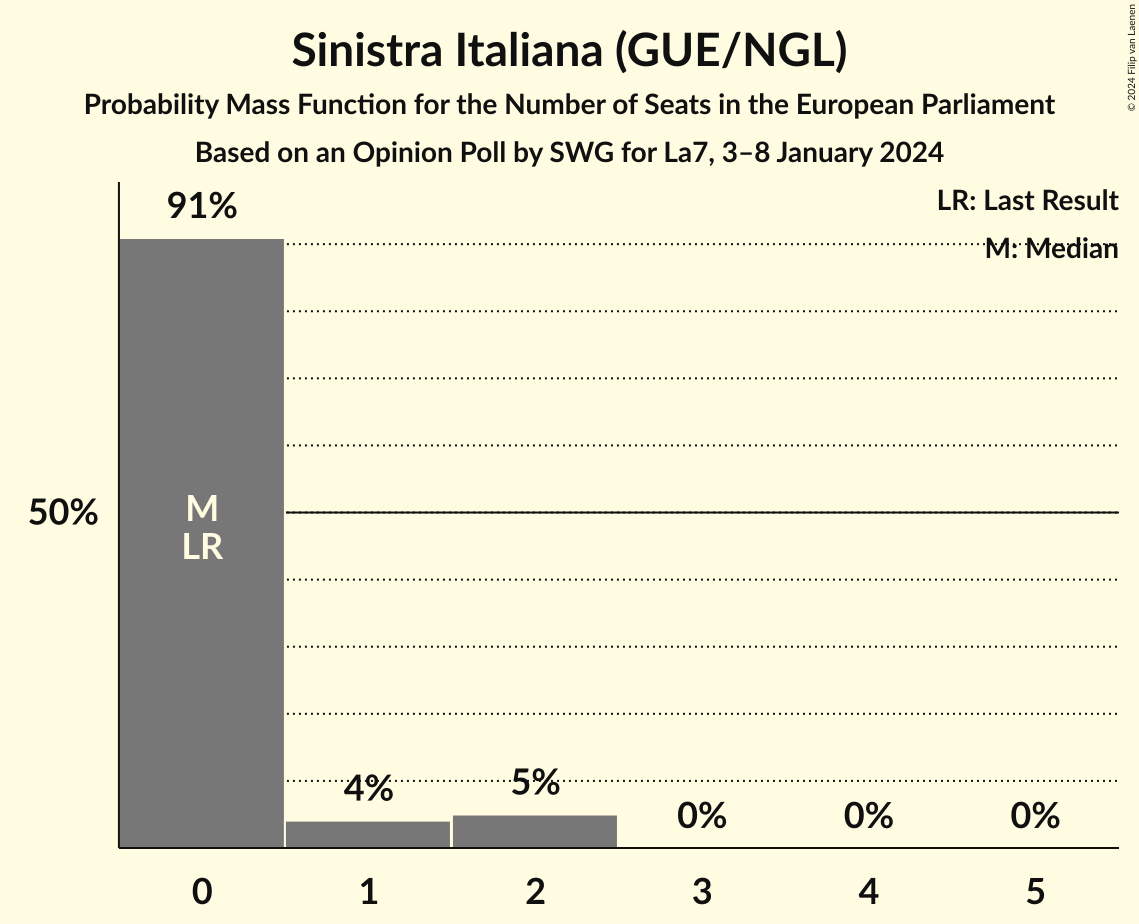 Sinistra Italiana (GUE/NGL)
Probability Mass Function for the Number of Seats in the European Parliament
Based on an Opinion Poll by SWG for La7, 3–8 January 2024
© 2024 Filip van Laenen
LR: Last Result
M: Median
91%
50%
M
LR
4%
5%
0%
0%
0%
0
1
2
3
4
5